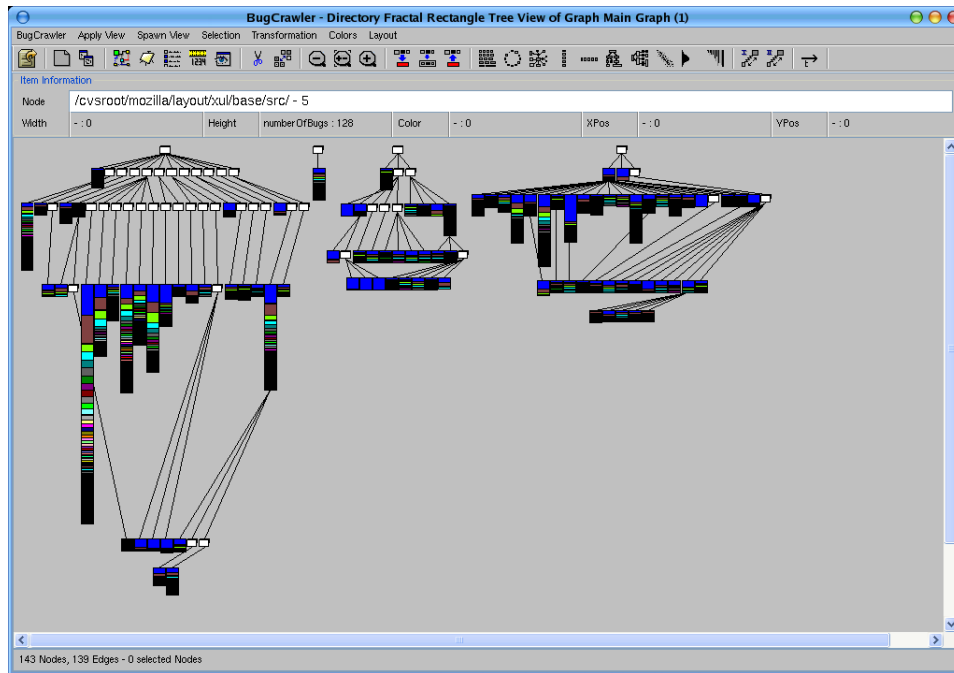 BugCrawler - Directory Fractal Rectangle Tree View of Graph Main Graph (1)
BugCrawler Apply View Spawn View Selection Transformation Colors Layout
Item Information
Node /cvsroot/mozilla/layout/xul/base/src/ - 5
Width - : 0 Height numberOfBugs : 128 Color - : 0 XPos - : 0 YPos - : 0
143 Nodes, 139 Edges - 0 selected Nodes